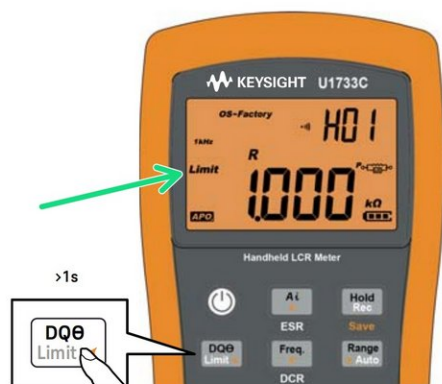 KEYSIGHT U1733C
OS-Factory
H01
1kHz
Limit
R
1.000
kΩ
APO
Handheld LCR Meter
>1s
DQΘ
Limit
Ai
ESR
Hold
Rec
Save
DQΘ
Limit
Freq.
DCR
Range
Auto